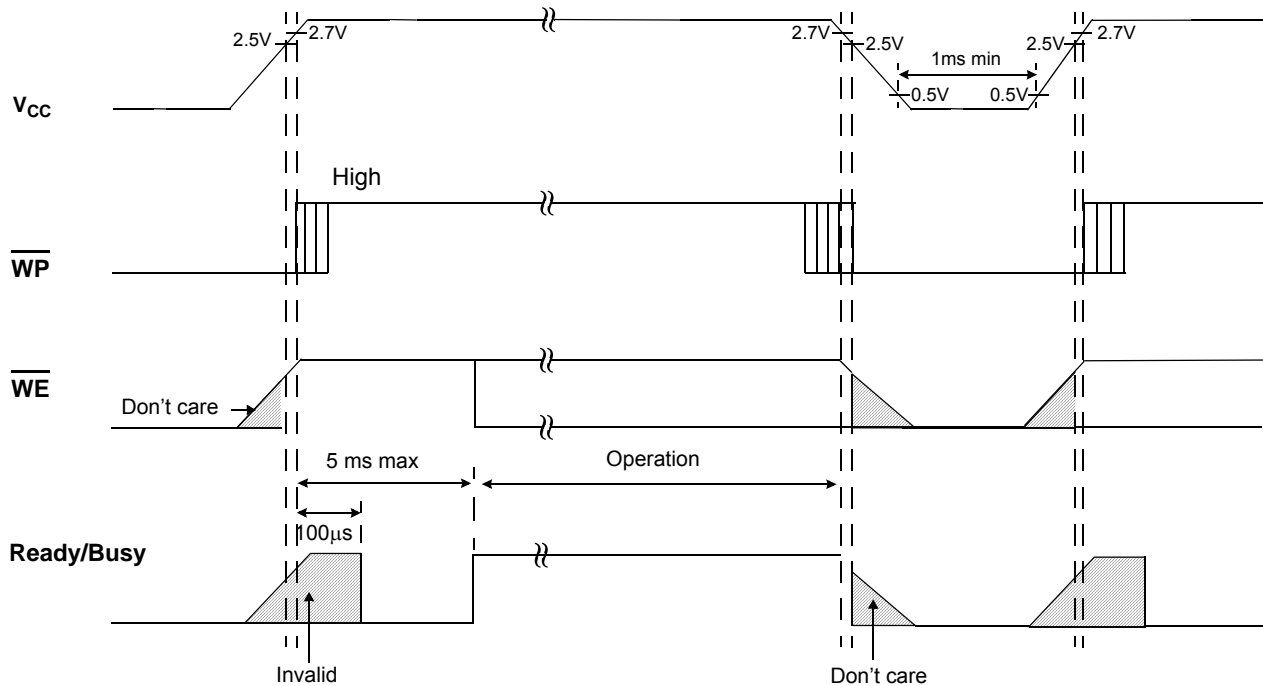 2.5V
2.7V
2.7V
2.5V
2.5V
2.7V
1ms min
0.5V
0.5V
VCC
High
WP
WE
Don't care
5 ms max
Operation
100μs
Ready/Busy
Invalid
Don't care